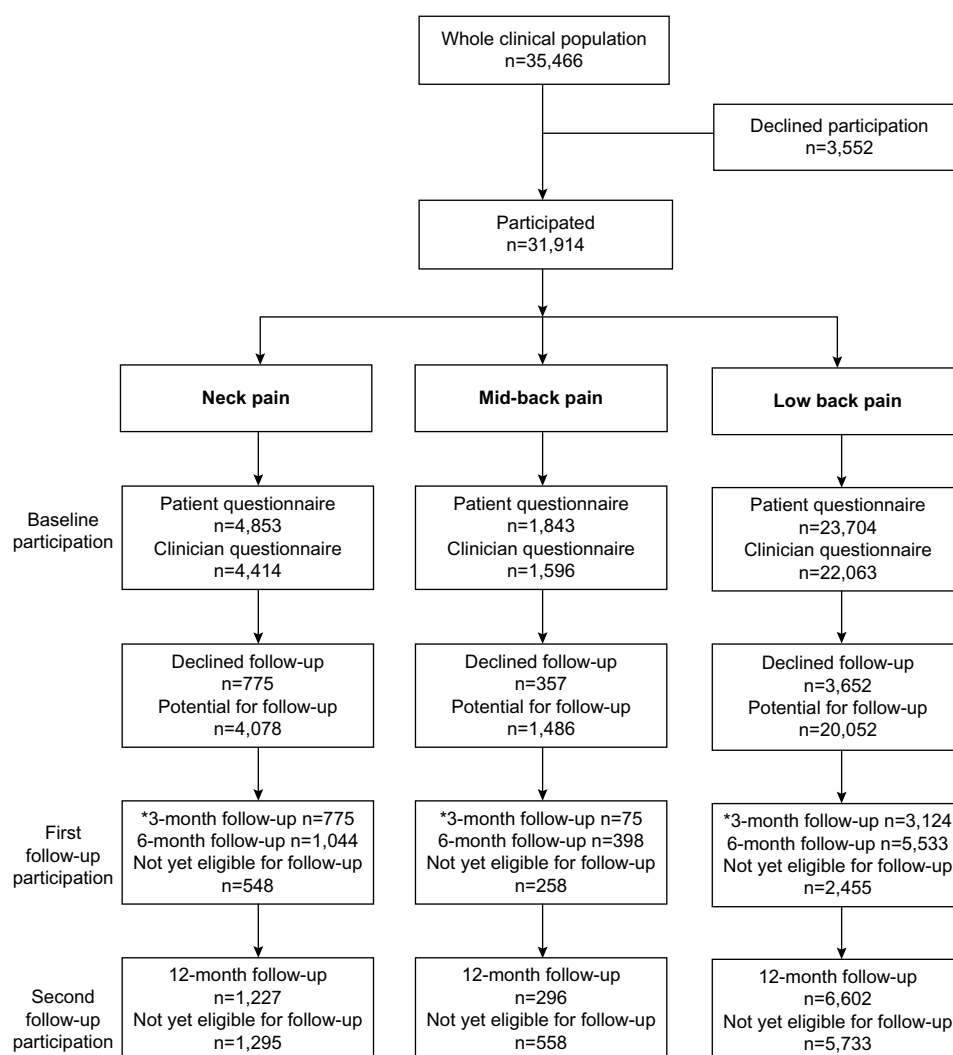 Whole clinical population
n=35,466
Declined participation
n=3,552
Participated
n=31,914
Neck pain
Mid-back pain
Low back pain
Baseline
participation
Patient questionnaire
n=4,853
Clinician questionnaire
n=4,414
Patient questionnaire
n=1,843
Clinician questionnaire
n=1,596
Patient questionnaire
n=23,704
Clinician questionnaire
n=22,063
Declined follow-up
n=775
Potential for follow-up
n=4,078
Declined follow-up
n=357
Potential for follow-up
n=1,486
Declined follow-up
n=3,652
Potential for follow-up
n=20,052
First
follow-up
participation
*3-month follow-up n=775
6-month follow-up n=1,044
Not yet eligible for follow-up
n=548
*3-month follow-up n=75
6-month follow-up n=398
Not yet eligible for follow-up
n=258
*3-month follow-up n=3,124
6-month follow-up n=5,533
Not yet eligible for follow-up
n=2,455
Second
follow-up
participation
12-month follow-up
n=1,227
Not yet eligible for follow-up
n=1,295
12-month follow-up
n=296
Not yet eligible for follow-up
n=558
12-month follow-up
n=6,602
Not yet eligible for follow-up
n=5,733